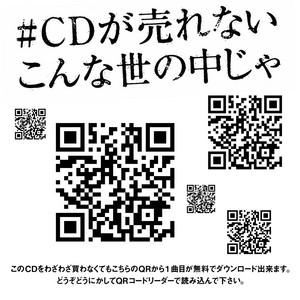 #CDが売れない
こんな世の中じゃ
このCDをわざわざ買わなくてもこちらのQRから1曲目が無料でダウンロード出来ます。
どうぞどうにかしてQRコードリーダーで読み込んで下さい。